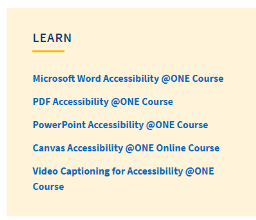 LEARN
Microsoft Word Accessibility @ONE Course
PDF Accessibility @ONE Course
PowerPoint Accessibility @ONE Course
Canvas Accessibility @ONE Online Course
Video Captioning for Accessibility @ONE
Course